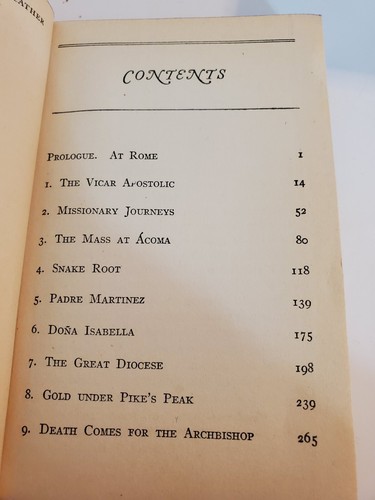 CATHER
CONTENTS
PROLOGUE. AT ROME 1
1. THE VICAR APOSTOLIC 14
2. MISSIONARY JOURNEYS 52
3. THE MASS AT ÁCOMA 80
4. SNAKE ROOT 118
5. PADRE MARTINEZ 139
6. DOÑA ISABELLA 175
7. THE GREAT DIOCESE 198
8. GOLD UNDER PIKE'S PEAK 239
9. DEATH COMES FOR THE ARCHBISHOP 265